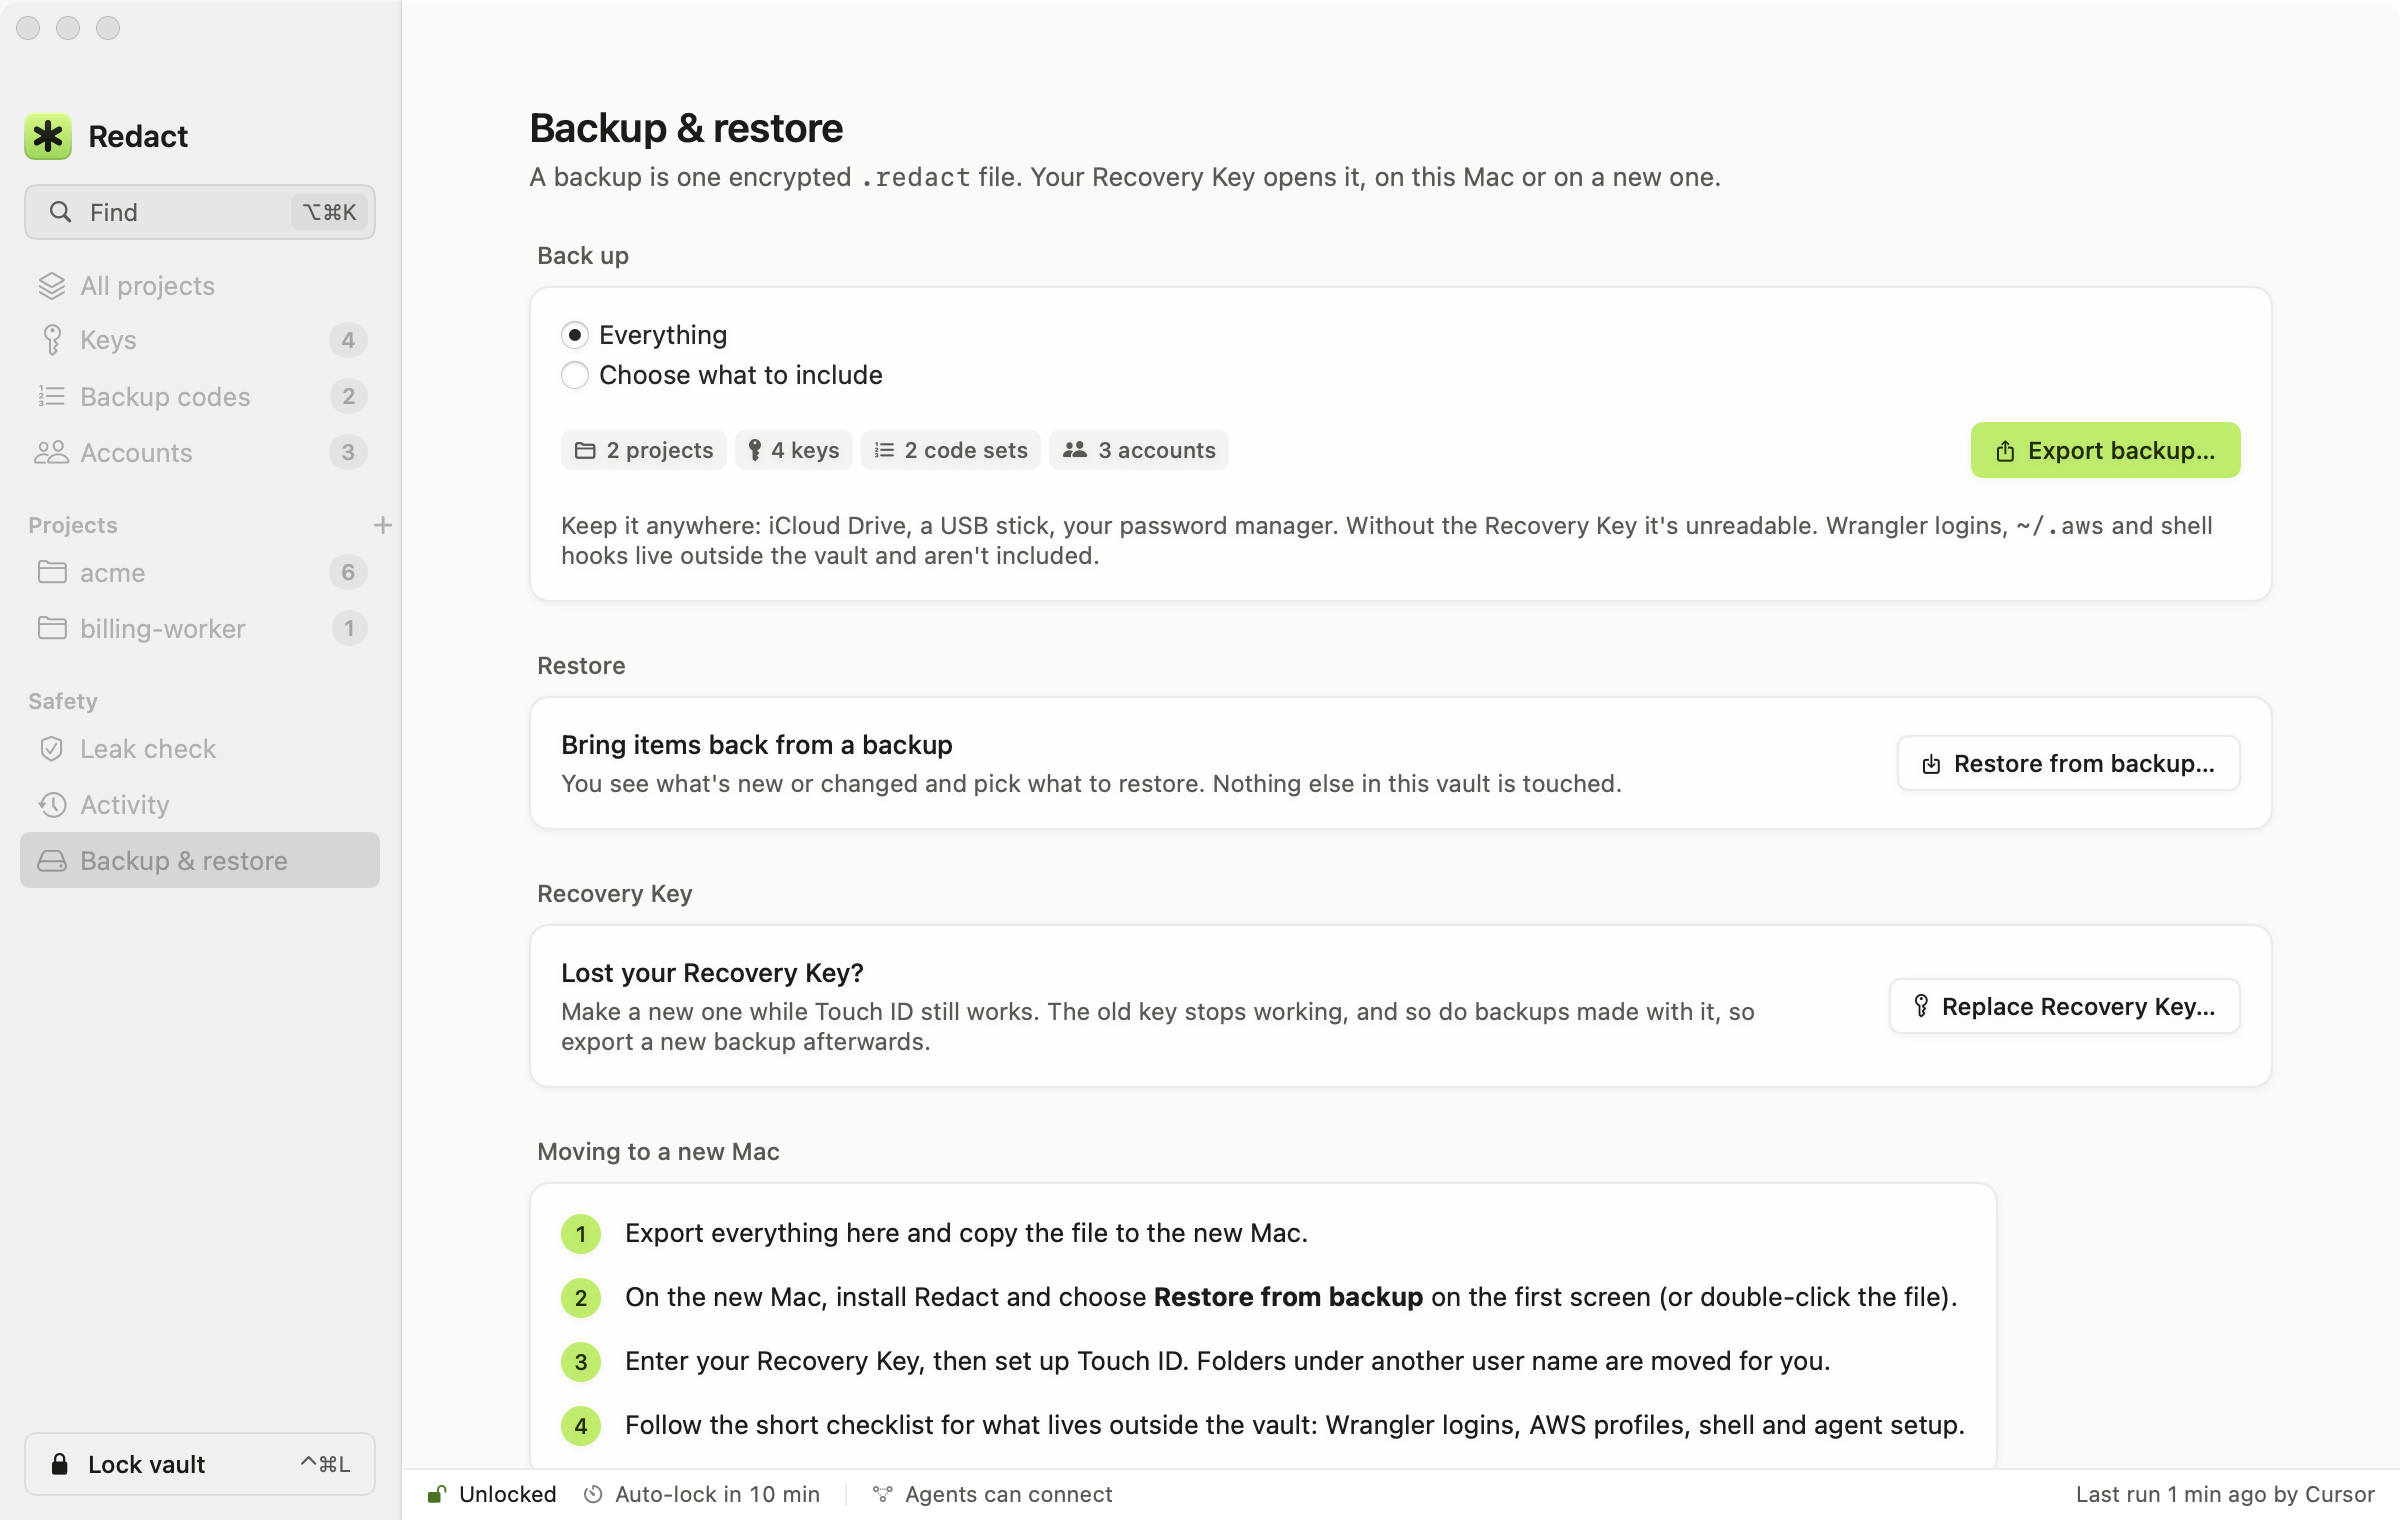 Redact
Find ⌥⌘K
All projects
Keys 4
Backup codes 2
Accounts 3
Projects +
acme 6
billing-worker 1
Safety
Leak check
Activity
Backup & restore
Lock vault ^⌘L
Backup & restore
A backup is one encrypted .redact file. Your Recovery Key opens it, on this Mac or on a new one.
Back up
Everything
Choose what to include
2 projects 4 keys 2 code sets 3 accounts
Export backup...
Keep it anywhere: iCloud Drive, a USB stick, your password manager. Without the Recovery Key it's unreadable. Wrangler logins, ~/.aws and shell
hooks live outside the vault and aren't included.
Restore
Bring items back from a backup
You see what's new or changed and pick what to restore. Nothing else in this vault is touched.
Restore from backup...
Recovery Key
Lost your Recovery Key?
Make a new one while Touch ID still works. The old key stops working, and so do backups made with it, so
export a new backup afterwards.
Replace Recovery Key...
Moving to a new Mac
1 Export everything here and copy the file to the new Mac.
2 On the new Mac, install Redact and choose Restore from backup on the first screen (or double-click the file).
3 Enter your Recovery Key, then set up Touch ID. Folders under another user name are moved for you.
4 Follow the short checklist for what lives outside the vault: Wrangler logins, AWS profiles, shell and agent setup.
Unlocked Auto-lock in 10 min Agents can connect Last run 1 min ago by Cursor